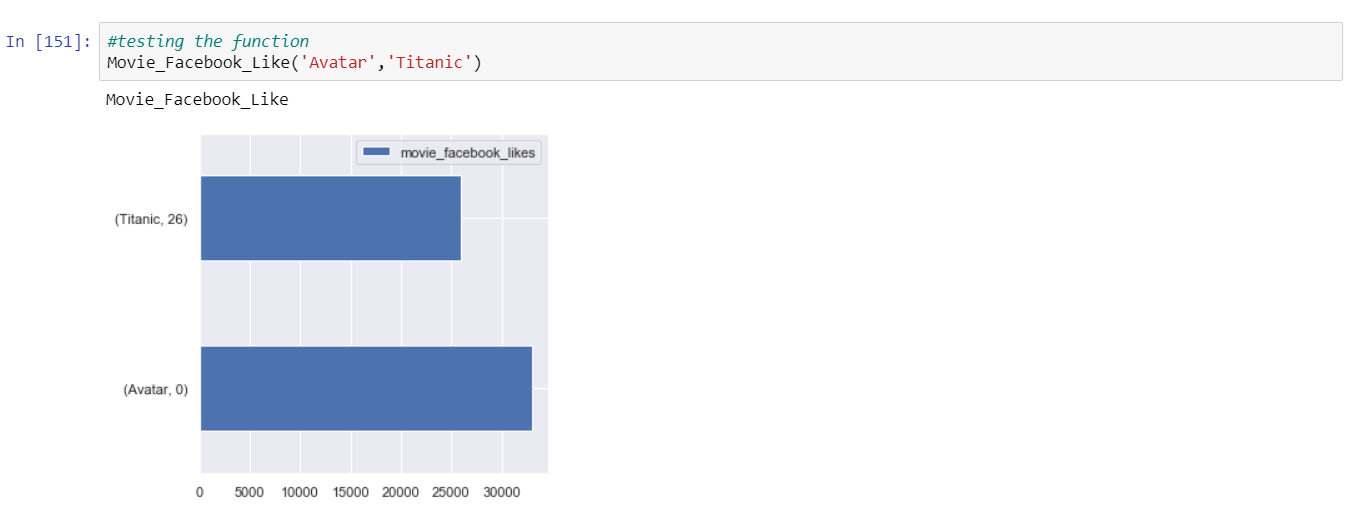 In [151]: #testing the function
Movie_Facebook_Like('Avatar','Titanic')
Movie_Facebook_Like
movie_facebook_likes
(Titanic, 26)
(Avatar, 0)
0 5000 10000 15000 20000 25000 30000